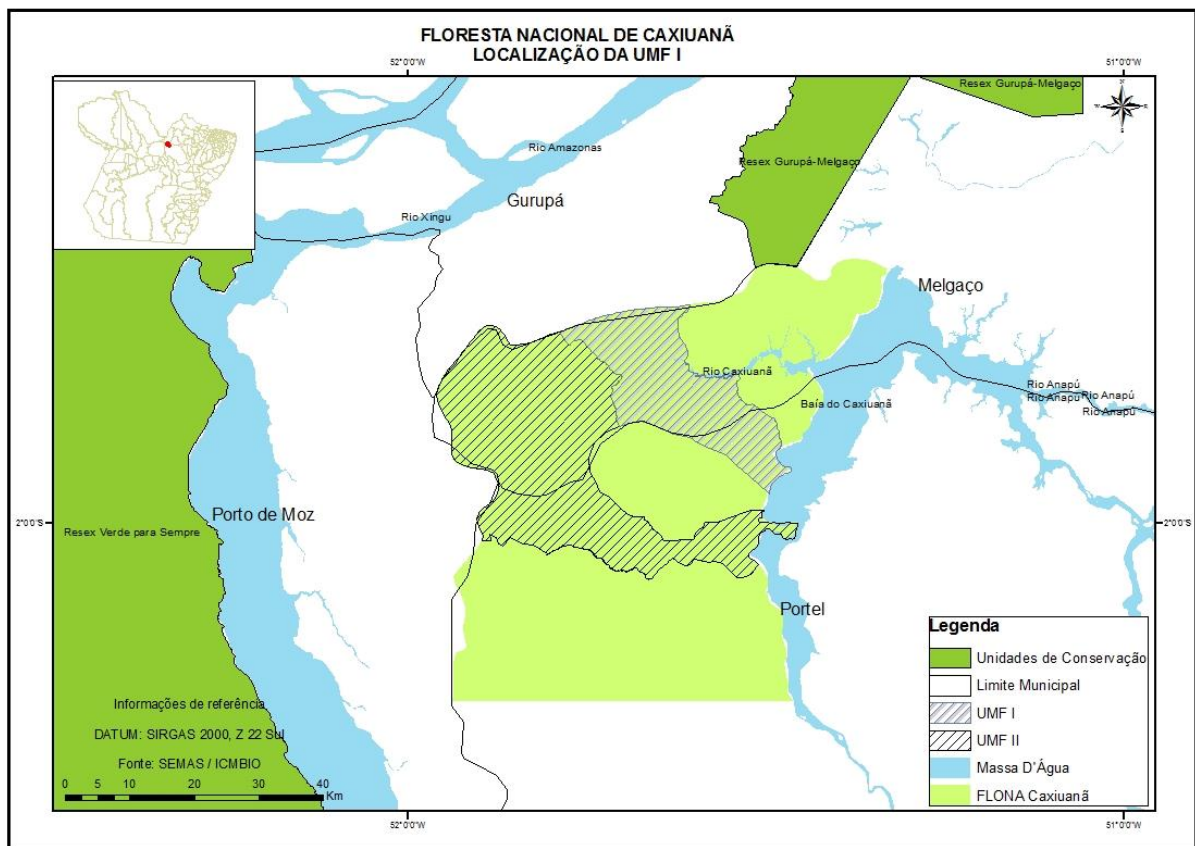 FLORESTA NACIONAL DE CAXIUANÃ
LOCALIZAÇÃO DA UMF I
52°0'0"W
51°0'0"W
Resex Gurupá-Melgaço
Rio Amazonas
Resex Gurupá-Melgaço
Gurupá
Rio Xingu
Melgaço
Rio Caxiuanã
Rio Anapú
Rio Anapú
Rio Anapú
Rio Anapú
Baía do Caxiuanã
Porto de Moz
2°0'0"S
2°0'0"S
Resex Verde para Sempre
Portel
Legenda
Unidades de Conservação
Limite Municipal
UMF I
UMF II
Massa D'Água
FLONA Caxiuanã
Informações de referência
DATUM: SIRGAS 2000, Z 22 Sul
Fonte: SEMAS / ICMBIO
0 5 10 20 30 40
Km
52°0'0"W
51°0'0"W